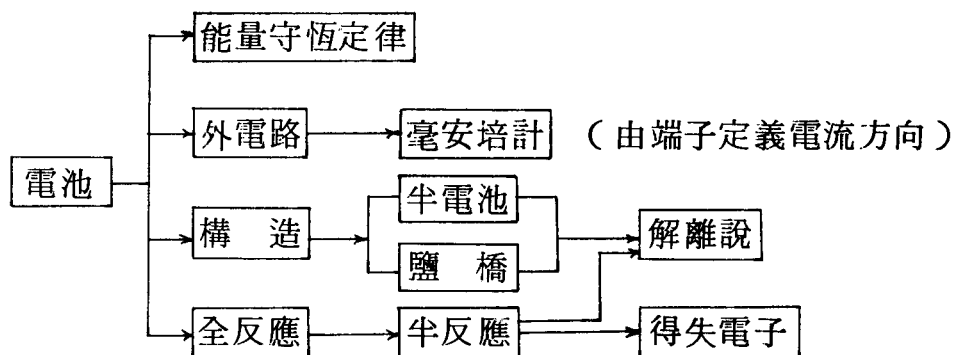 能量守恆定律
外電路 毫安培計 （由端子定義電流方向）
電池
半電池
構造 解離說
鹽橋
全反應 半反應 得失電子